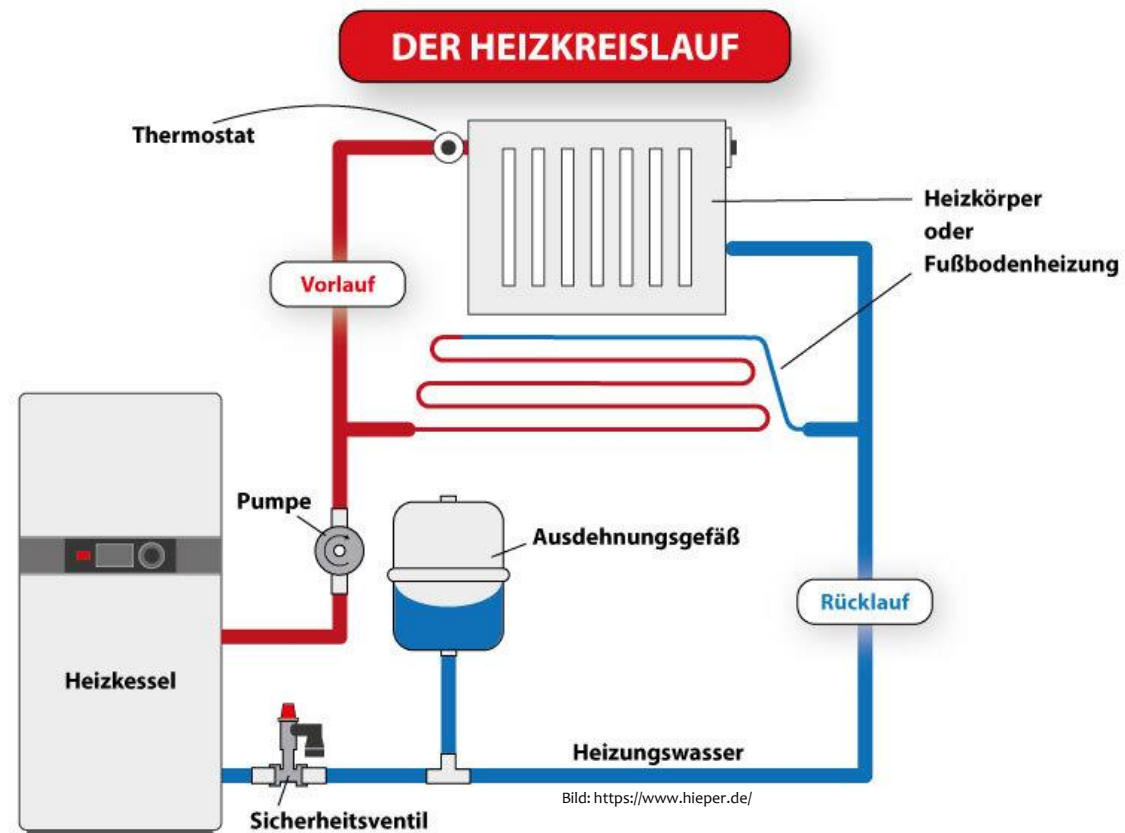 DER HEIZKREISLAUF
Thermostat
Heizkörper
oder
Fußbodenheizung
Vorlauf
Pumpe
Ausdehnungsgefäß
Rücklauf
Heizkessel
Heizungswasser
Bild: https://www.hieper.de/
Sicherheitsventil